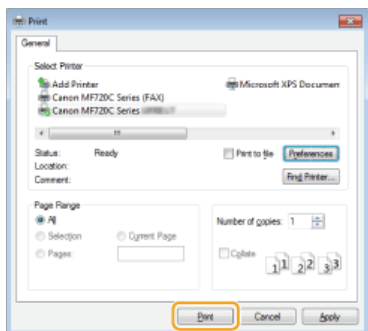 Print
General
Select Printer
Add Printer
Microsoft XPS Documen
Canon MF720C Series (FAX)
Canon MF720C Series
Status: Ready
Print to file
Preferences
Location:
Comment:
Find Printer...
Page Range
All
Selection
Current Page
Pages:
Number of copies: 1
Collate
1 1 2 2 3 3
Print
Cancel
Apply